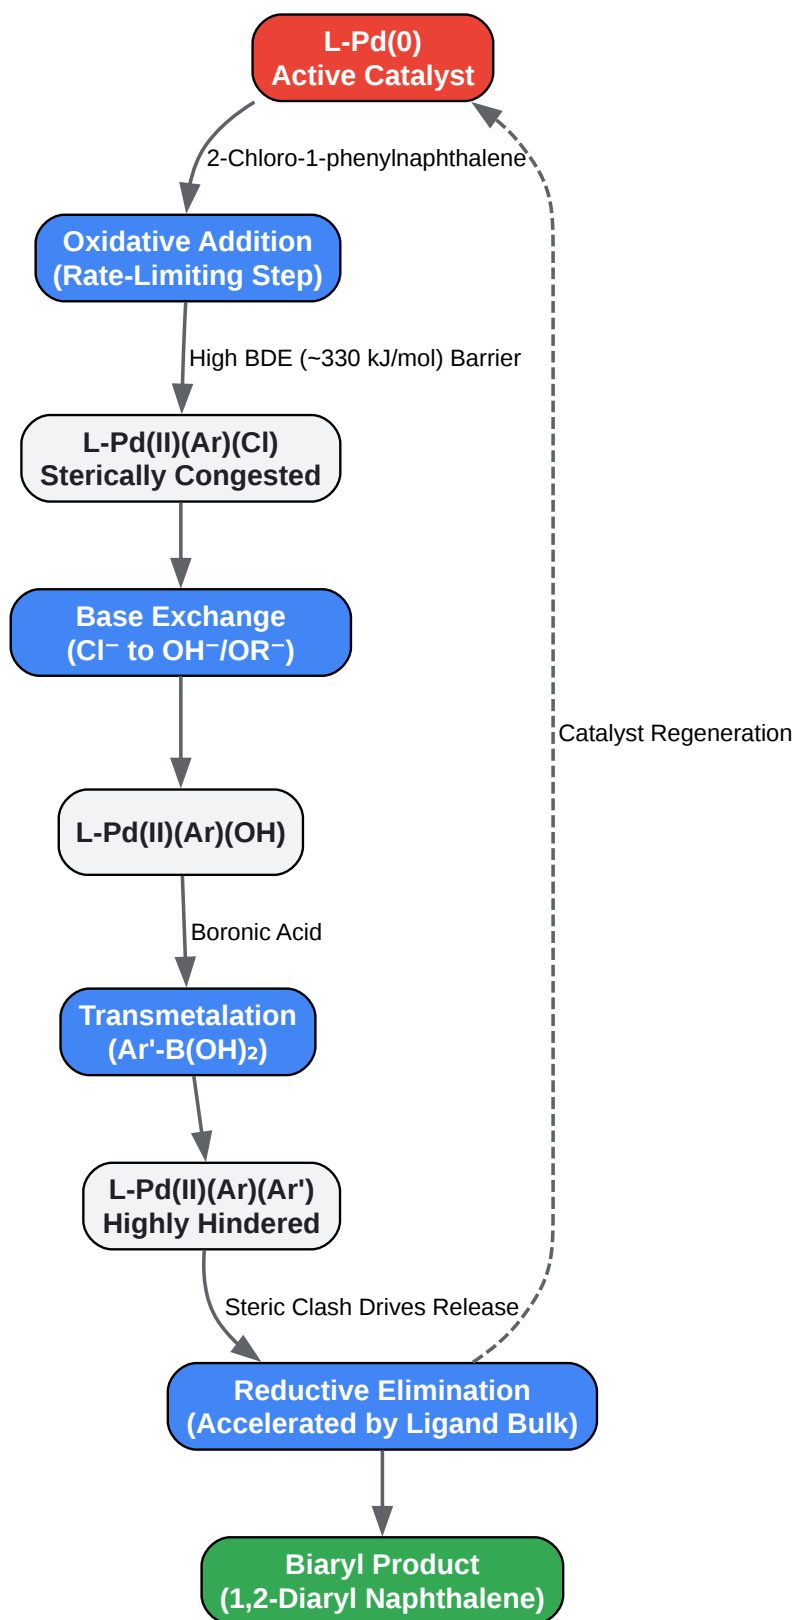 L-Pd(0)
Active Catalyst
2-Chloro-1-phenylnaphthalene
Oxidative Addition
(Rate-Limiting Step)
High BDE (~330 kJ/mol) Barrier
L-Pd(II)(Ar)(Cl)
Sterically Congested
Base Exchange
(Cl⁻ to OH⁻/OR⁻)
Catalyst Regeneration
L-Pd(II)(Ar)(OH)
Boronic Acid
Transmetalation
(Ar'-B(OH)₂)
L-Pd(II)(Ar)(Ar')
Highly Hindered
Steric Clash Drives Release
Reductive Elimination
(Accelerated by Ligand Bulk)
Biaryl Product
(1,2-Diaryl Naphthalene)